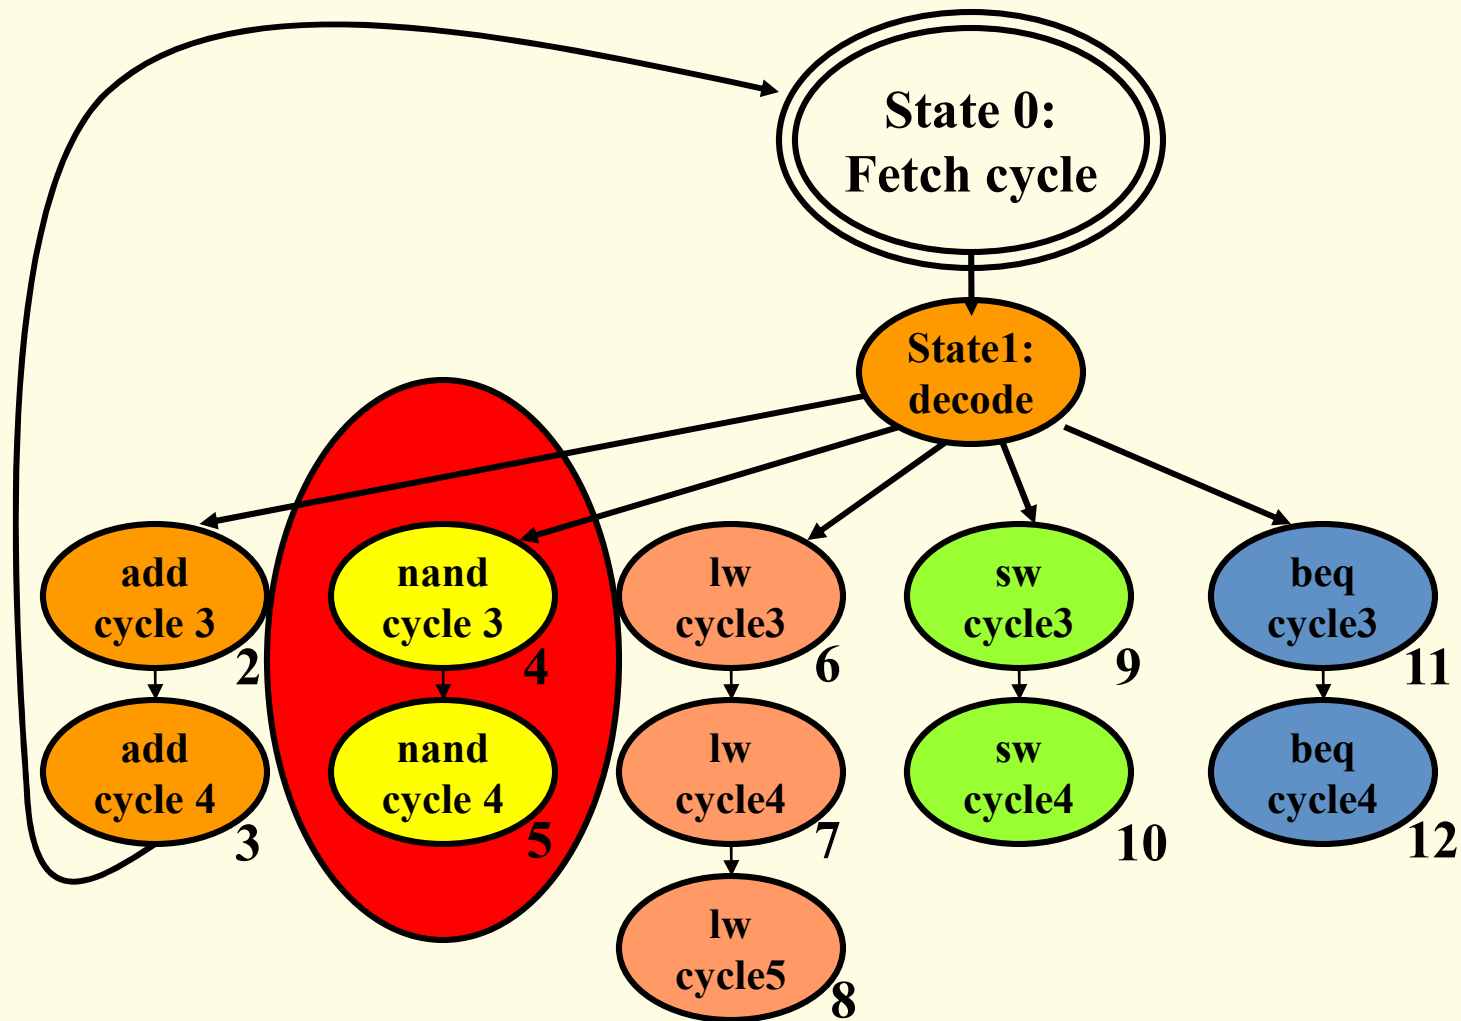 State 0:
Fetch cycle
State1:
decode
add
cycle 3
2
nand
cycle 3
4
lw
cycle3
6
sw
cycle3
9
beq
cycle3
11
add
cycle 4
3
nand
cycle 4
5
lw
cycle4
7
sw
cycle4
10
beq
cycle4
12
lw
cycle5
8